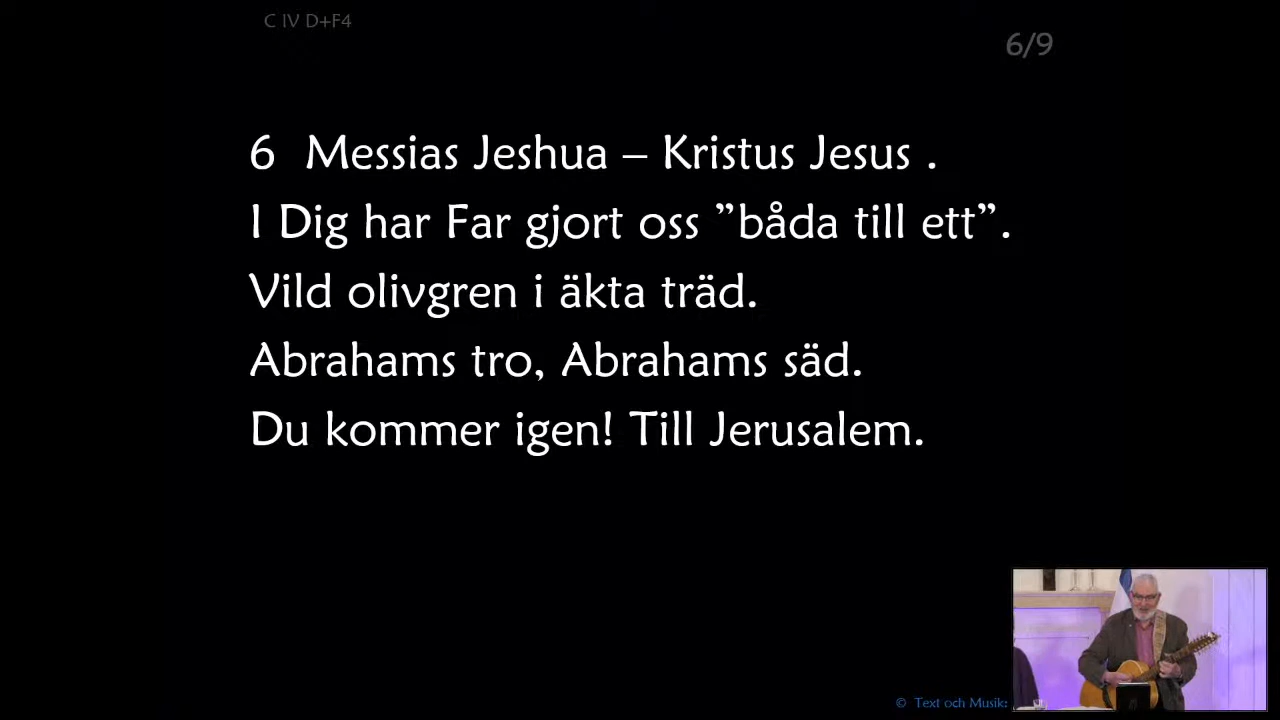 C IV D+F4
6/9
6 Messias Jeshua – Kristus Jesus .
I Dig har Far gjort oss ”båda till ett”.
Vild olivgren i äkta träd.
Abrahams tro, Abrahams säd.
Du kommer igen! Till Jerusalem.
© Text och Musik: